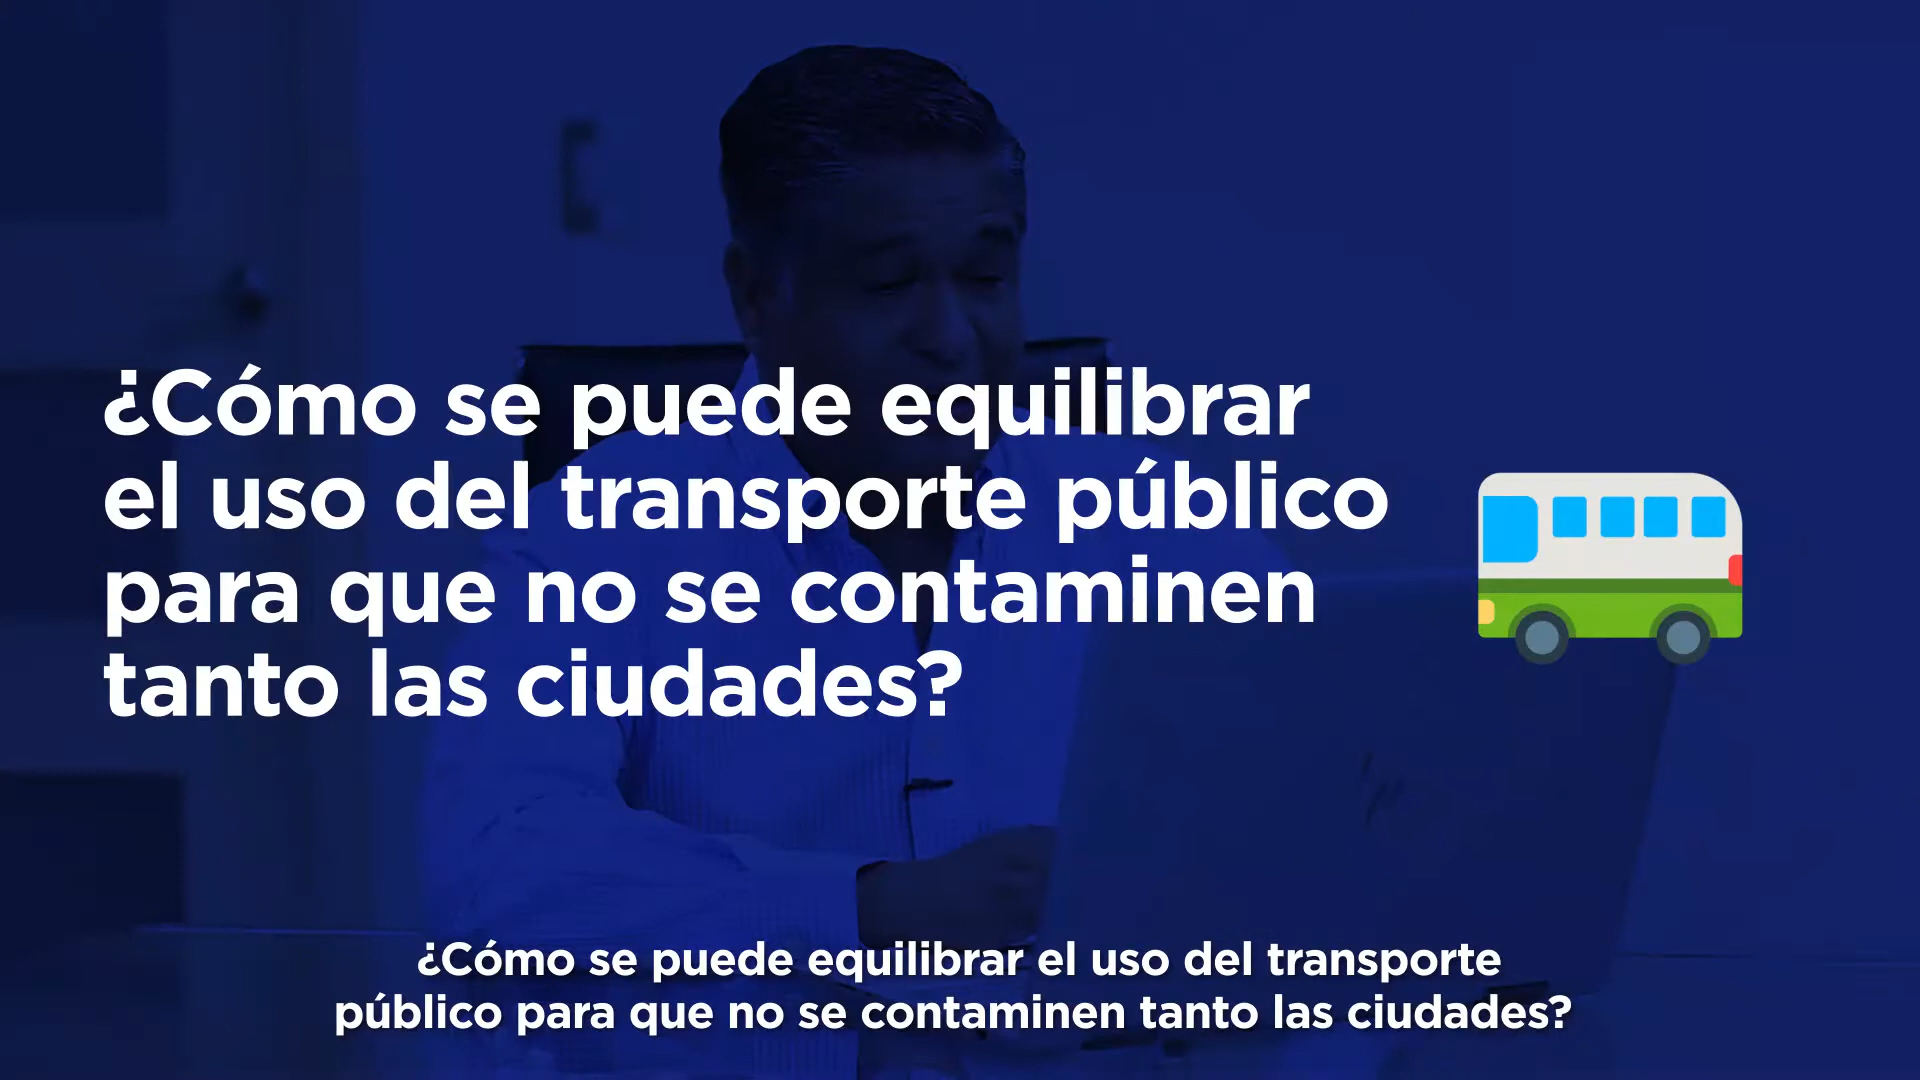 ¿Cómo se puede equilibrar
el uso del transporte público
para que no se contaminen
tanto las ciudades?
¿Cómo se puede equilibrar el uso del transporte
público para que no se contaminen tanto las ciudades?